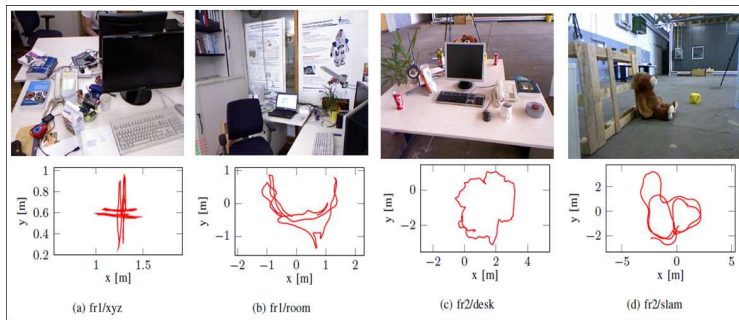 1
0.8
0.6
0.4
0.2
y [m]
1
1.5
x [m]
1
0
−1
y [m]
−2
−1
0
1
2
x [m]
0
−2
y [m]
−2
0
2
4
x [m]
2
0
−2
y [m]
−5
0
5
x [m]
(a) fr1/xyz
(b) fr1/room
(c) fr2/desk
(d) fr2/slam